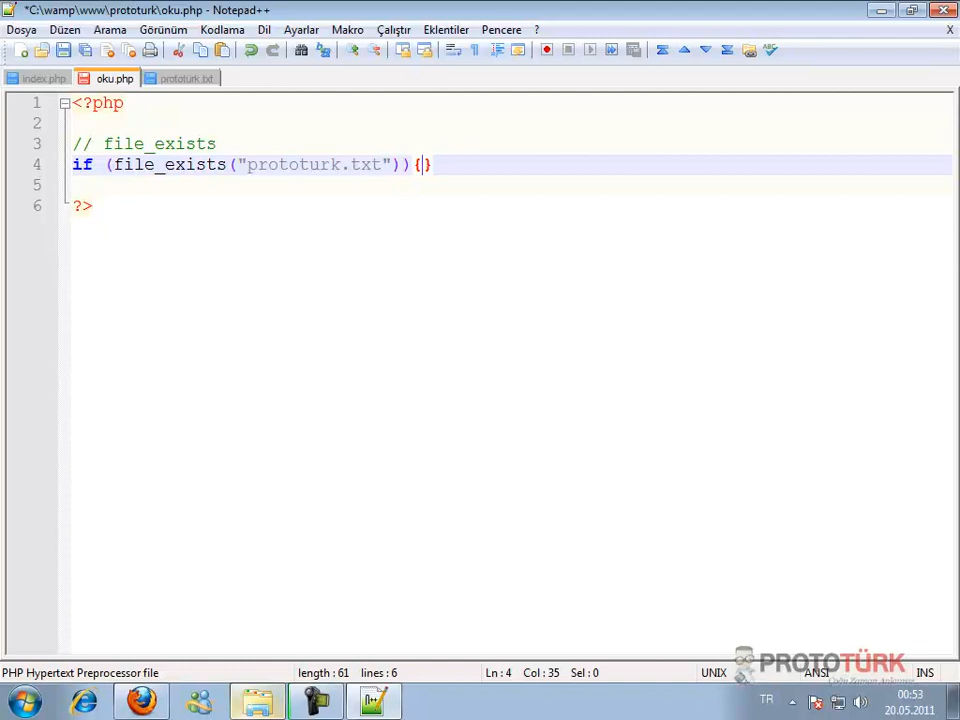 *C:\wamp\www\prototurk\oku.php - Notepad++
Dosya Düzen Arama Görünüm Kodlama Dil Ayarlar Makro Çalıştır Eklentiler Pencere ? X
index.php oku.php prototurk.txt
1 <?php
2
3 // file_exists
4 if (file_exists("prototurk.txt")){}
5
6 ?>
PROTOTÜRK
PHP Hypertext Preprocessor file length : 61 lines : 6 Ln : 4 Col : 35 Sel : 0 UNIX ANSI INS
TR 00:53
20.05.2011